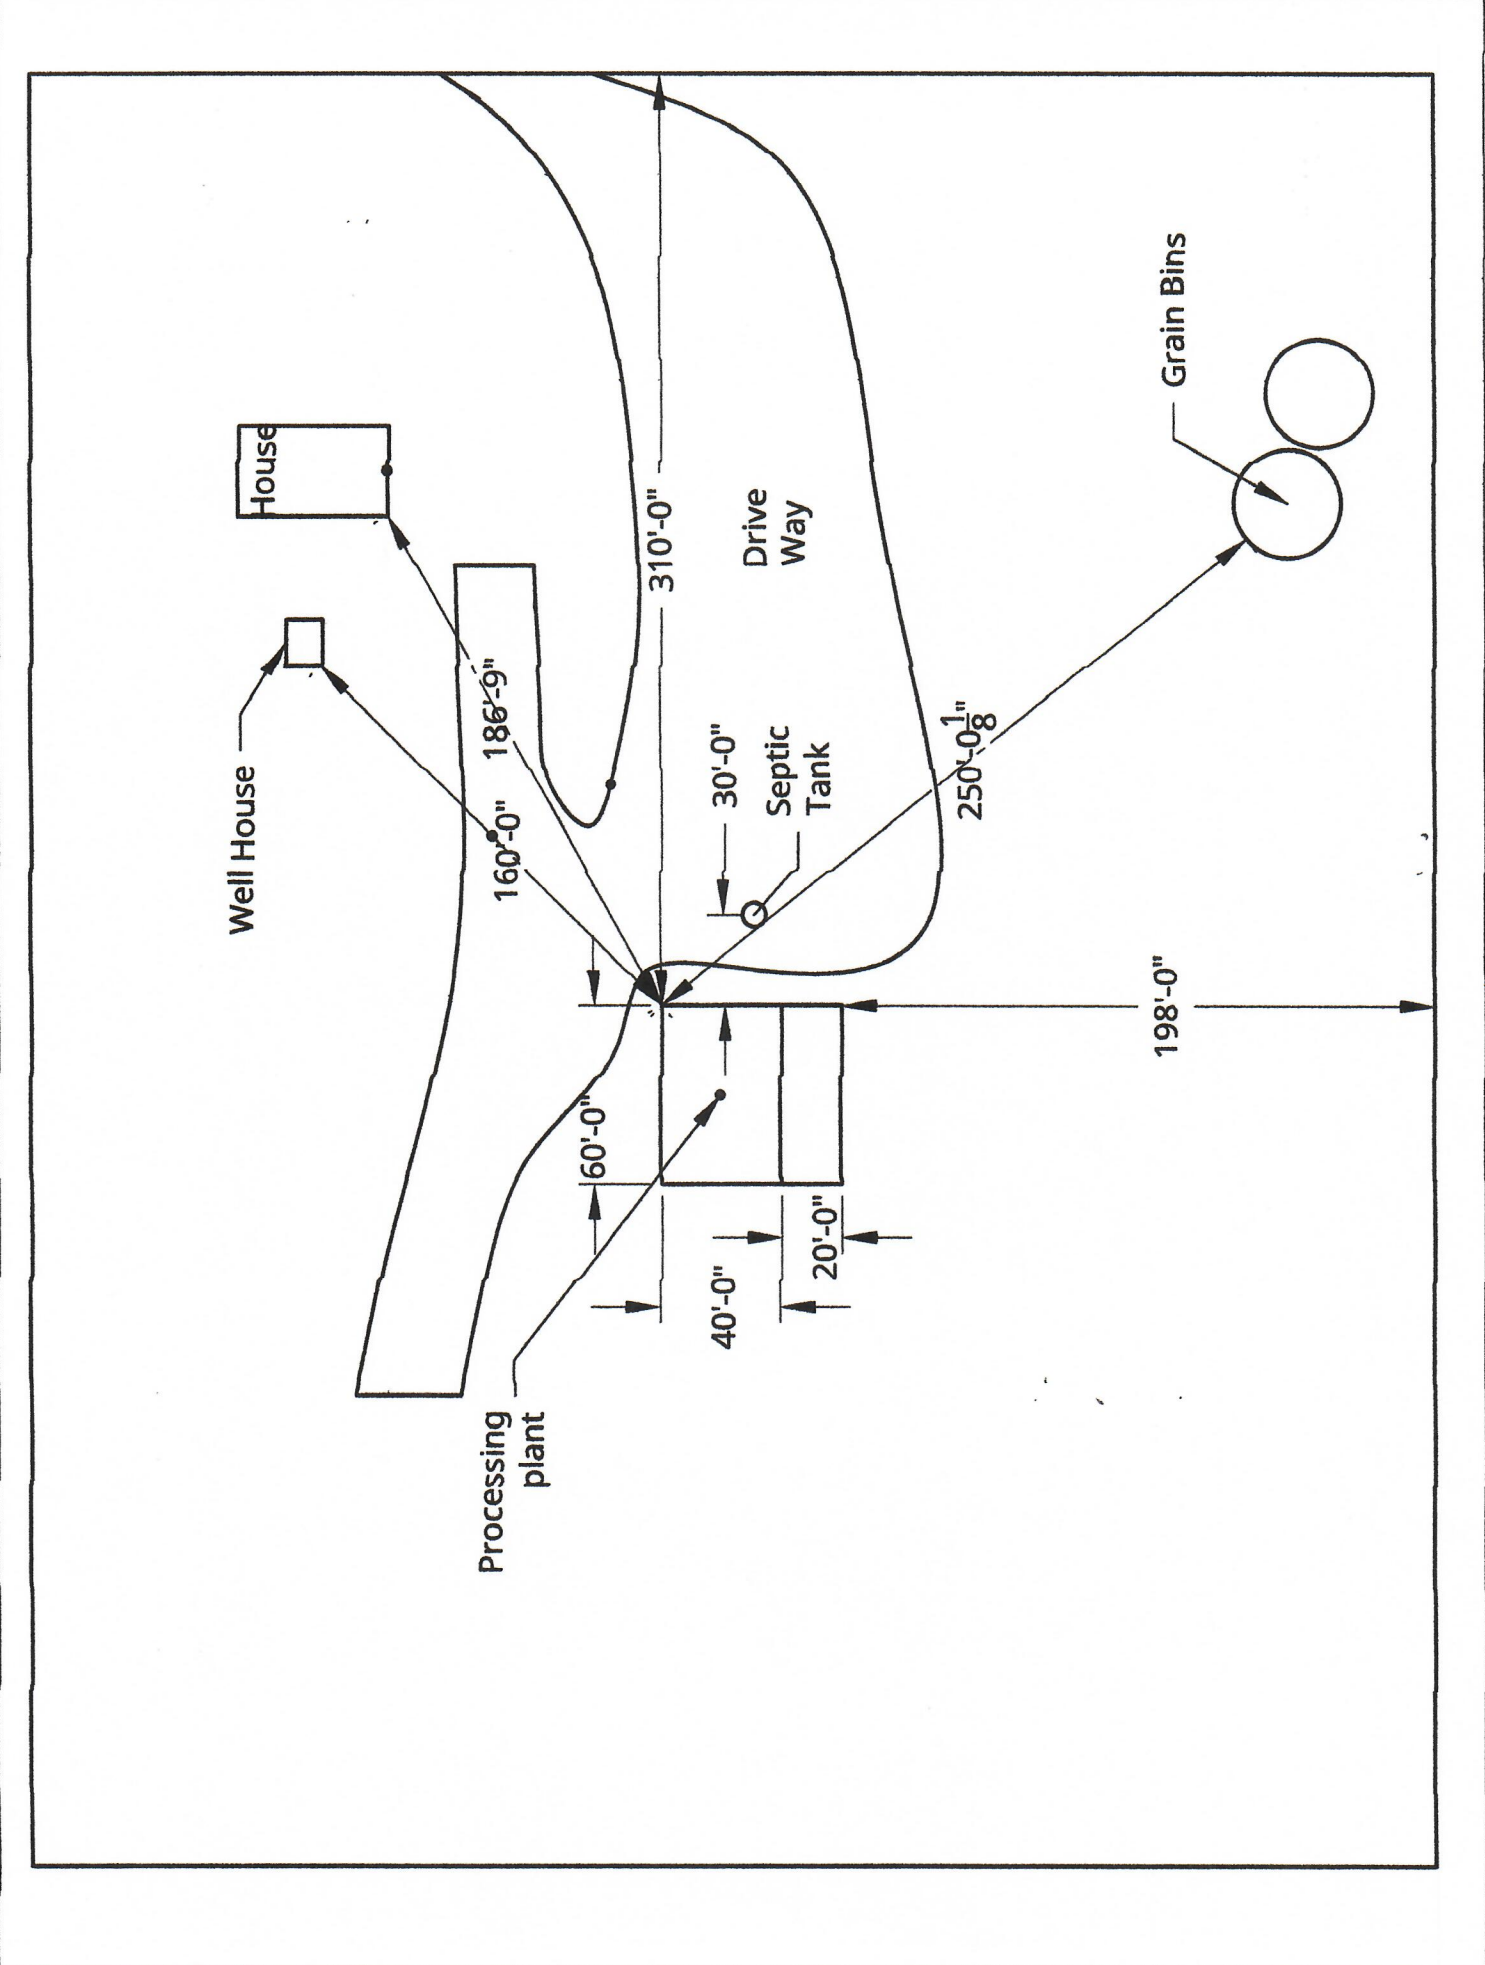 House
Well House
186'-9"
160'-0"
310'-0"
Drive
Way
Grain Bins
30'-0"
Septic
Tank
250'-0 1/8"
198'-0"
60'-0"
20'-0"
40'-0"
Processing
plant